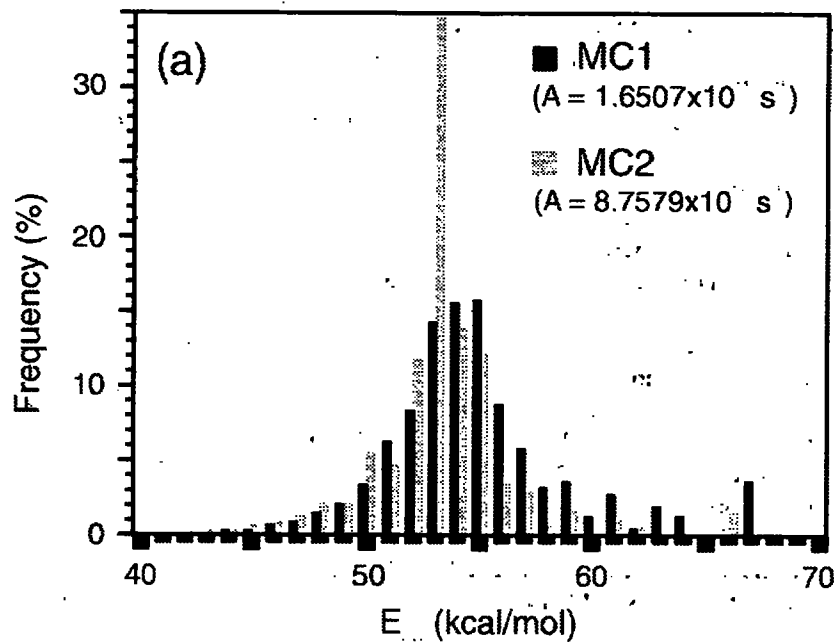 (a)
MC1
(A = 1.6507x10 s )
MC2
(A = 8.7579x10 s )
Frequency (%)
30
20
10
0
40
50
60
70
E (kcal/mol)